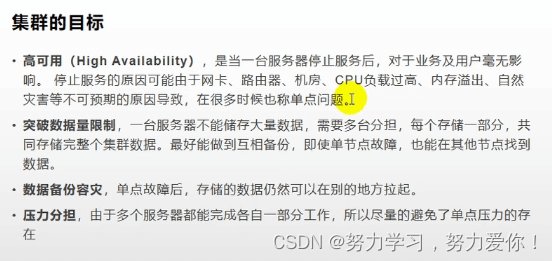 集群的目标
• 高可用（High Availability），是当一台服务器停止服务后，对于业务及用户毫无影
响。 停止服务的原因可能由于网卡、路由器、机房、CPU负载过高、内存溢出、自然
灾害等不可预期的原因导致，在很多时候也称单点问题。
• 突破数据量限制，一台服务器不能储存大量数据，需要多台分担，每个存储一部分，共
同存储完整个集群数据。最好能做到互相备份，即使单节点故障，也能在其他节点找到
数据。
• 数据备份容灾，单点故障后，存储的数据仍然可以在别的地方拉起。
• 压力分担，由于多个服务器都能完成各自一部分工作，所以尽量的避免了单点压力的存
在
CSDN @努力学习，努力爱你！